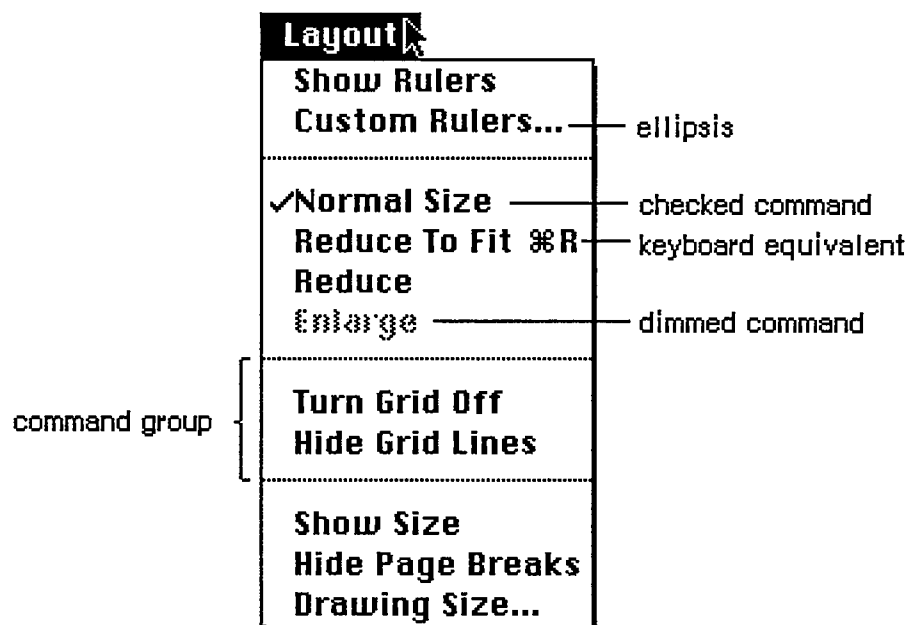 Layout
Show Rulers
Custom Rulers... ellipsis
✓Normal Size checked command
Reduce To Fit ⌘R keyboard equivalent
Reduce
Enlarge dimmed command
command group
Turn Grid Off
Hide Grid Lines
Show Size
Hide Page Breaks
Drawing Size...